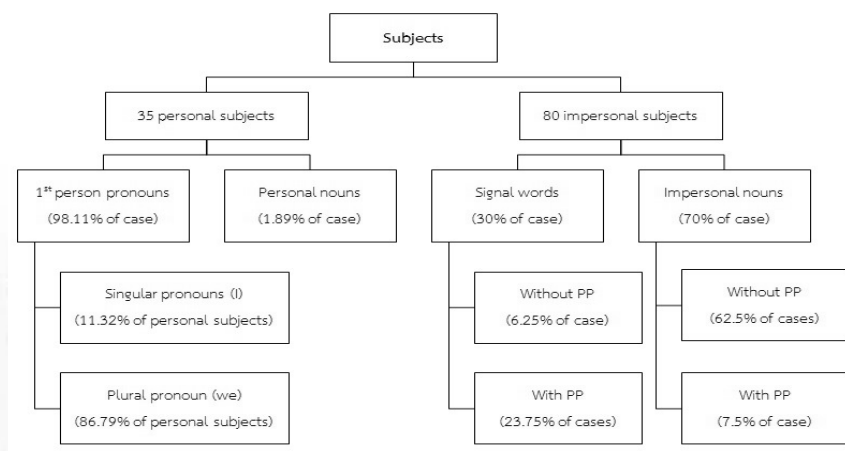 Subjects
35 personal subjects
80 impersonal subjects
1st person pronouns
(98.11% of case)
Personal nouns
(1.89% of case)
Signal words
(30% of case)
Impersonal nouns
(70% of case)
Singular pronouns (I)
(11.32% of personal subjects)
Without PP
(6.25% of case)
Without PP
(62.5% of cases)
Plural pronoun (we)
(86.79% of personal subjects)
With PP
(23.75% of cases)
With PP
(7.5% of cases)